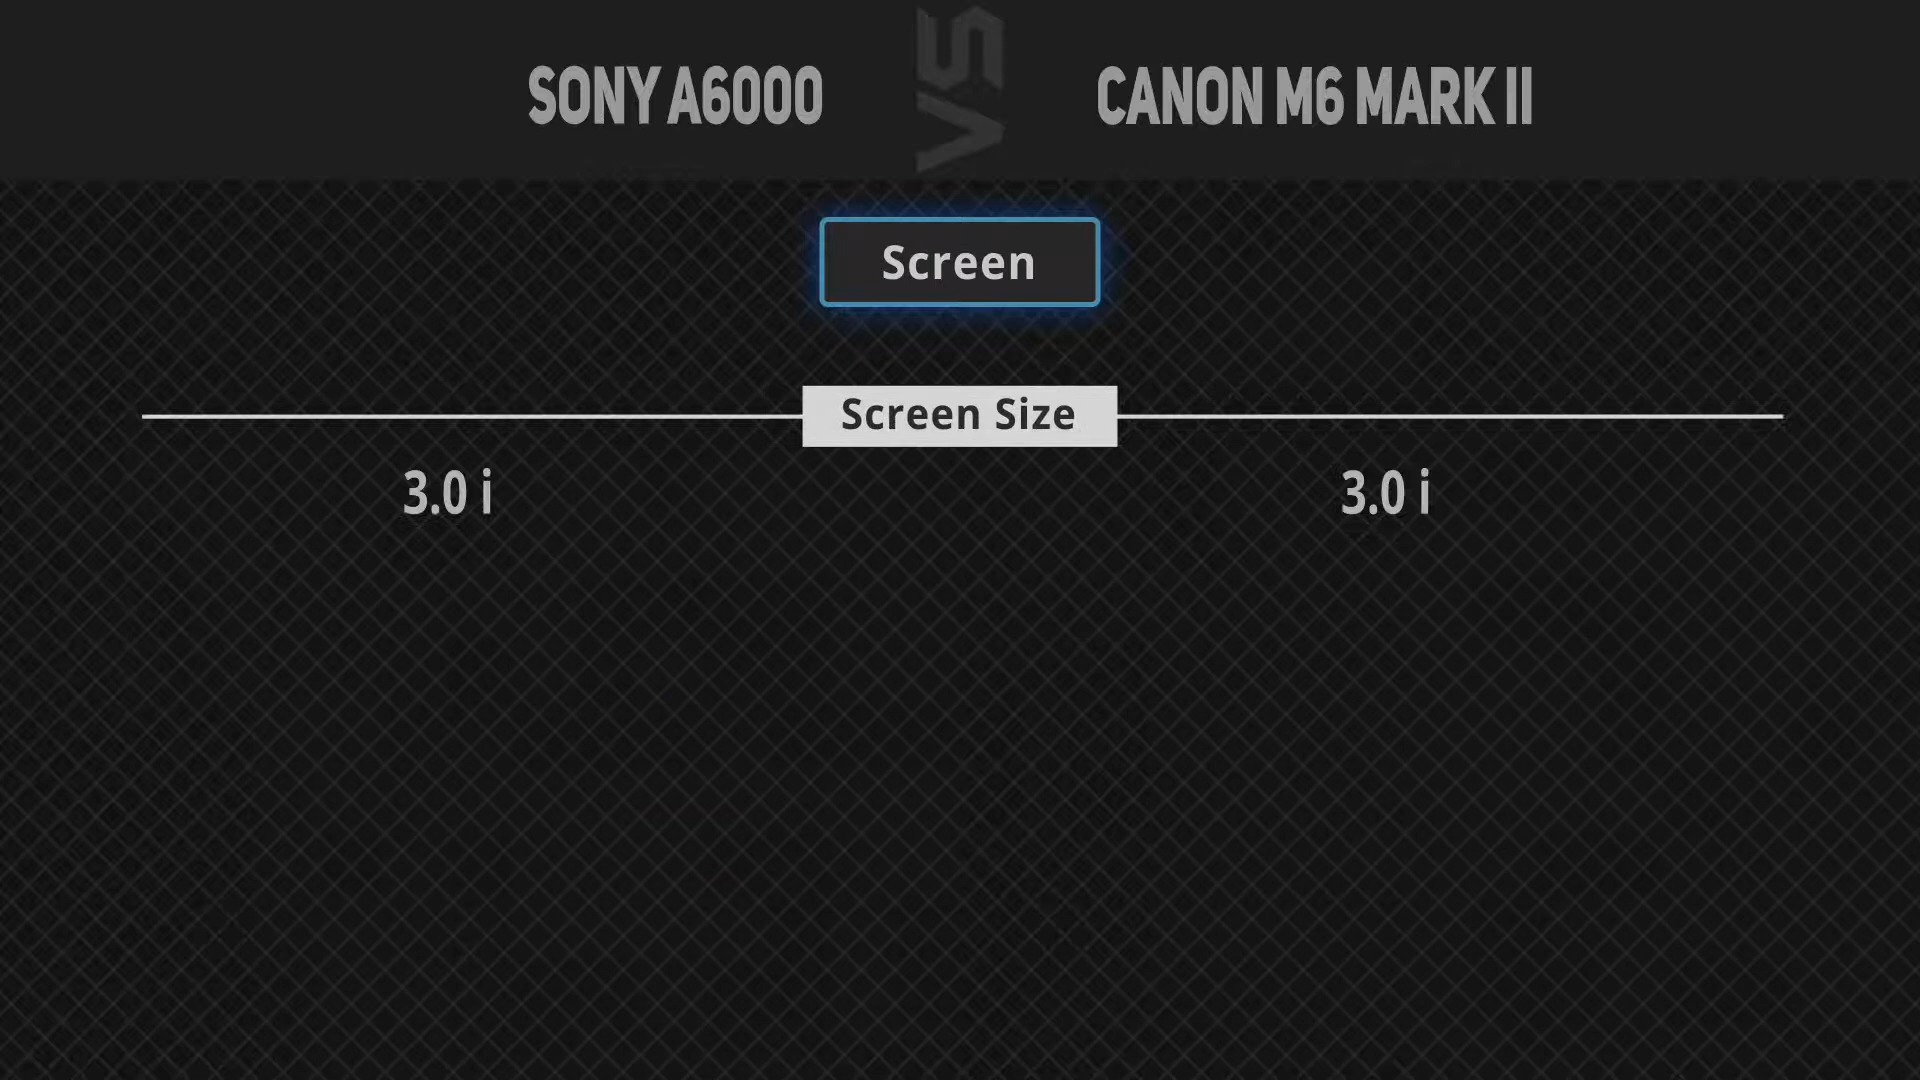 SONY A6000
VS
CANON M6 MARK II
Screen
Screen Size
3.0 i
3.0 i